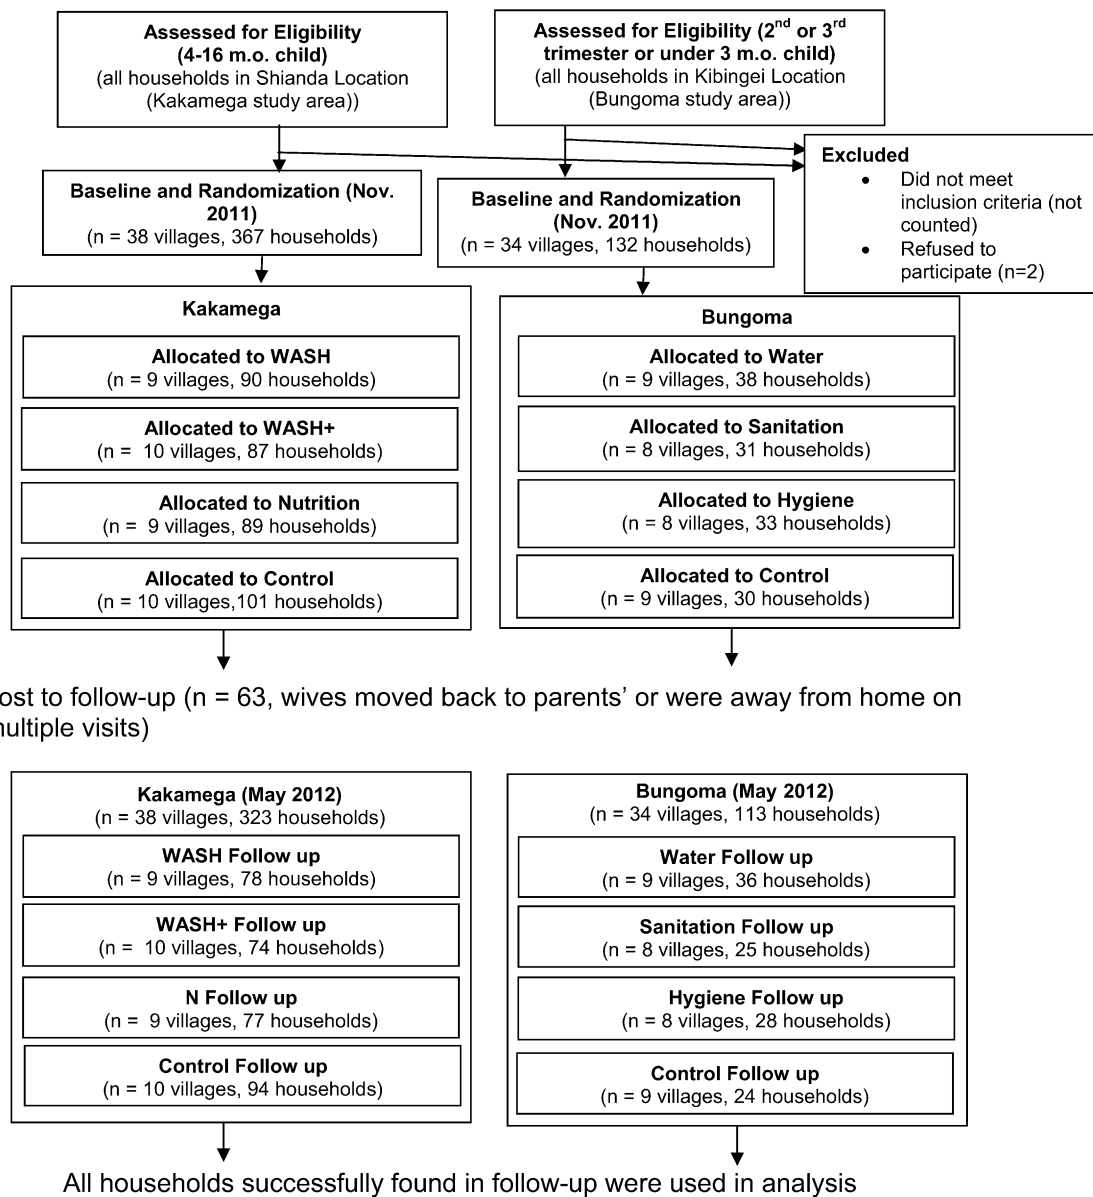 Assessed for Eligibility
(4-16 m.o. child)
(all households in Shianda Location
(Kakamega study area))
Assessed for Eligibility (2nd or 3rd
trimester or under 3 m.o. child)
(all households in Kibingei Location
(Bungoma study area))
Excluded
• Did not meet
inclusion criteria (not
counted)
• Refused to
participate (n=2)
Baseline and Randomization (Nov.
2011)
(n = 38 villages, 367 households)
Baseline and Randomization
(Nov. 2011)
(n = 34 villages, 132 households)
Kakamega
Allocated to WASH
(n = 9 villages, 90 households)
Allocated to WASH+
(n = 10 villages, 87 households)
Allocated to Nutrition
(n = 9 villages, 89 households)
Allocated to Control
(n = 10 villages,101 households)
Bungoma
Allocated to Water
(n = 9 villages, 38 households)
Allocated to Sanitation
(n = 8 villages, 31 households)
Allocated to Hygiene
(n = 8 villages, 33 households)
Allocated to Control
(n = 9 villages, 30 households)
ost to follow-up (n = 63, wives moved back to parents’ or were away from home on
multiple visits)
Kakamega (May 2012)
(n = 38 villages, 323 households)
WASH Follow up
(n = 9 villages, 78 households)
WASH+ Follow up
(n = 10 villages, 74 households)
N Follow up
(n = 9 villages, 77 households)
Control Follow up
(n = 10 villages, 94 households)
Bungoma (May 2012)
(n = 34 villages, 113 households)
Water Follow up
(n = 9 villages, 36 households)
Sanitation Follow up
(n = 8 villages, 25 households)
Hygiene Follow up
(n = 8 villages, 28 households)
Control Follow up
(n = 9 villages, 24 households)
All households successfully found in follow-up were used in analysis